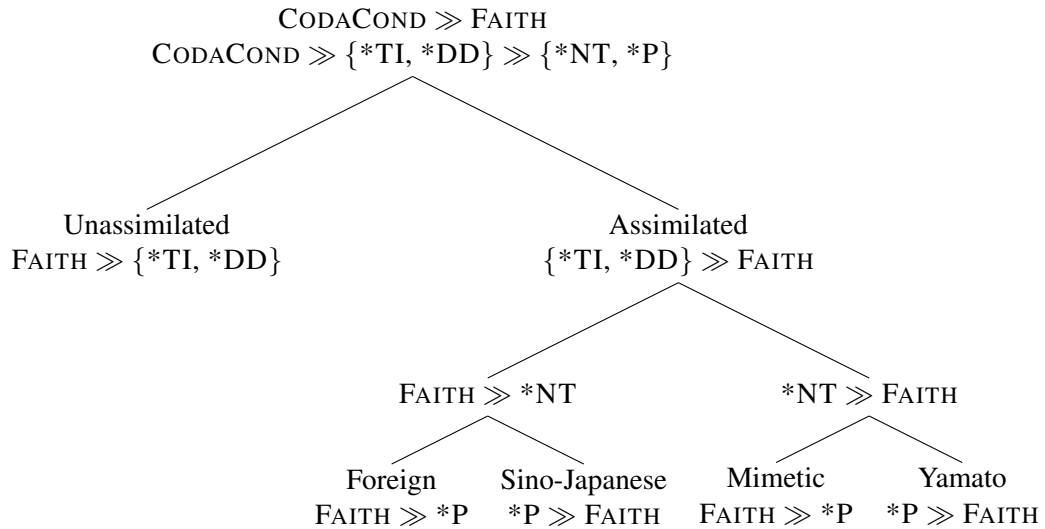 CODACOND ≫ FAITH
CODACOND ≫ {*TI, *DD} ≫ {*NT, *P}
Unassimilated Assimilated
FAITH ≫ {*TI, *DD} {*TI, *DD} ≫ FAITH
FAITH ≫ *NT *NT ≫ FAITH
Foreign Sino-Japanese Mimetic Yamato
FAITH ≫ *P *P ≫ FAITH FAITH ≫ *P *P ≫ FAITH